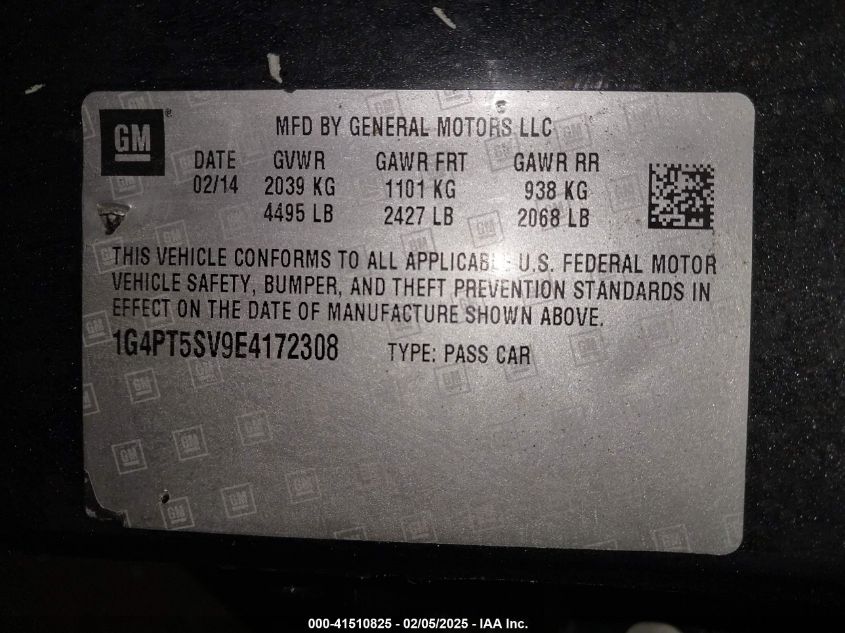 GM®
MFD BY GENERAL MOTORS LLC
DATE GVWR GAWR FRT GAWR RR
02/14 2039 KG 1101 KG 938 KG
4495 LB 2427 LB 2068 LB
THIS VEHICLE CONFORMS TO ALL APPLICABL U.S. FEDERAL MOTOR
VEHICLE SAFETY, BUMPER, AND THEFT PREVENTION STANDARDS IN
EFFECT ON THE DATE OF MANUFACTURE SHOWN ABOVE.
1G4PT5SV9E4172308 TYPE: PASS CAR
000-41510825 - 02/05/2025 - IAA Inc.